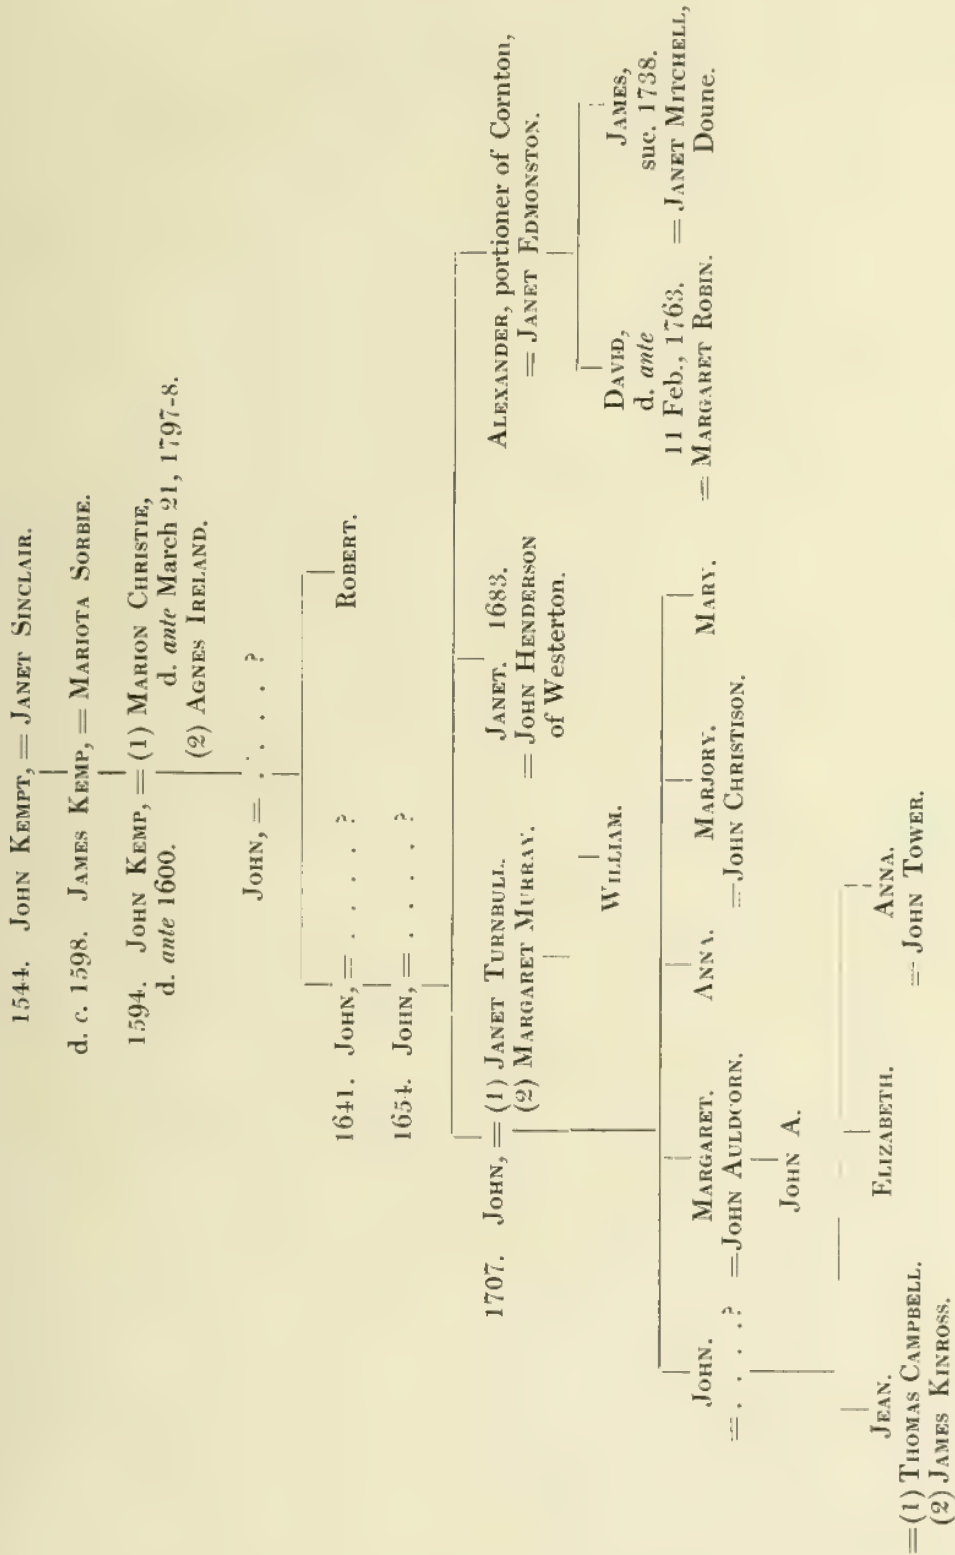 1544. JOHN KEMPT, = JANET SINCLAIR.
d. c. 1598. JAMES KEMP, = MARIOTA SORBIE.
1594. JOHN KEMP, = (1) MARION CHRISTIE,
d. ante 1600. d. ante March 21, 1797-8.
(2) AGNES IRELAND.
JOHN, = . . . . ?
1641. JOHN, = . . . . ? ROBERT.
1654. JOHN, = . . . . ?
1707. JOHN, = (1) JANET TURNBULL. JANET. 1683. ALEXANDER, portioner of Cornton,
(2) MARGARET MURRAY. = JOHN HENDERSON = JANET EDMONSTON.
of Westerton.
WILLIAM. DAVID, JAMES,
d. ante suc. 1738.
11 Feb., 1763. = JANET MITCHELL,
= MARGARET ROBIN. Doune.
JOHN. MARGARET. ANNA. MARJORY. MARY.
= . . . . ? = JOHN AULDCORN. = JOHN CHRISTISON.
JOHN A.
JEAN. ELIZABETH. ANNA.
= (1) THOMAS CAMPBELL. = JOHN TOWER.
(2) JAMES KINROSS.